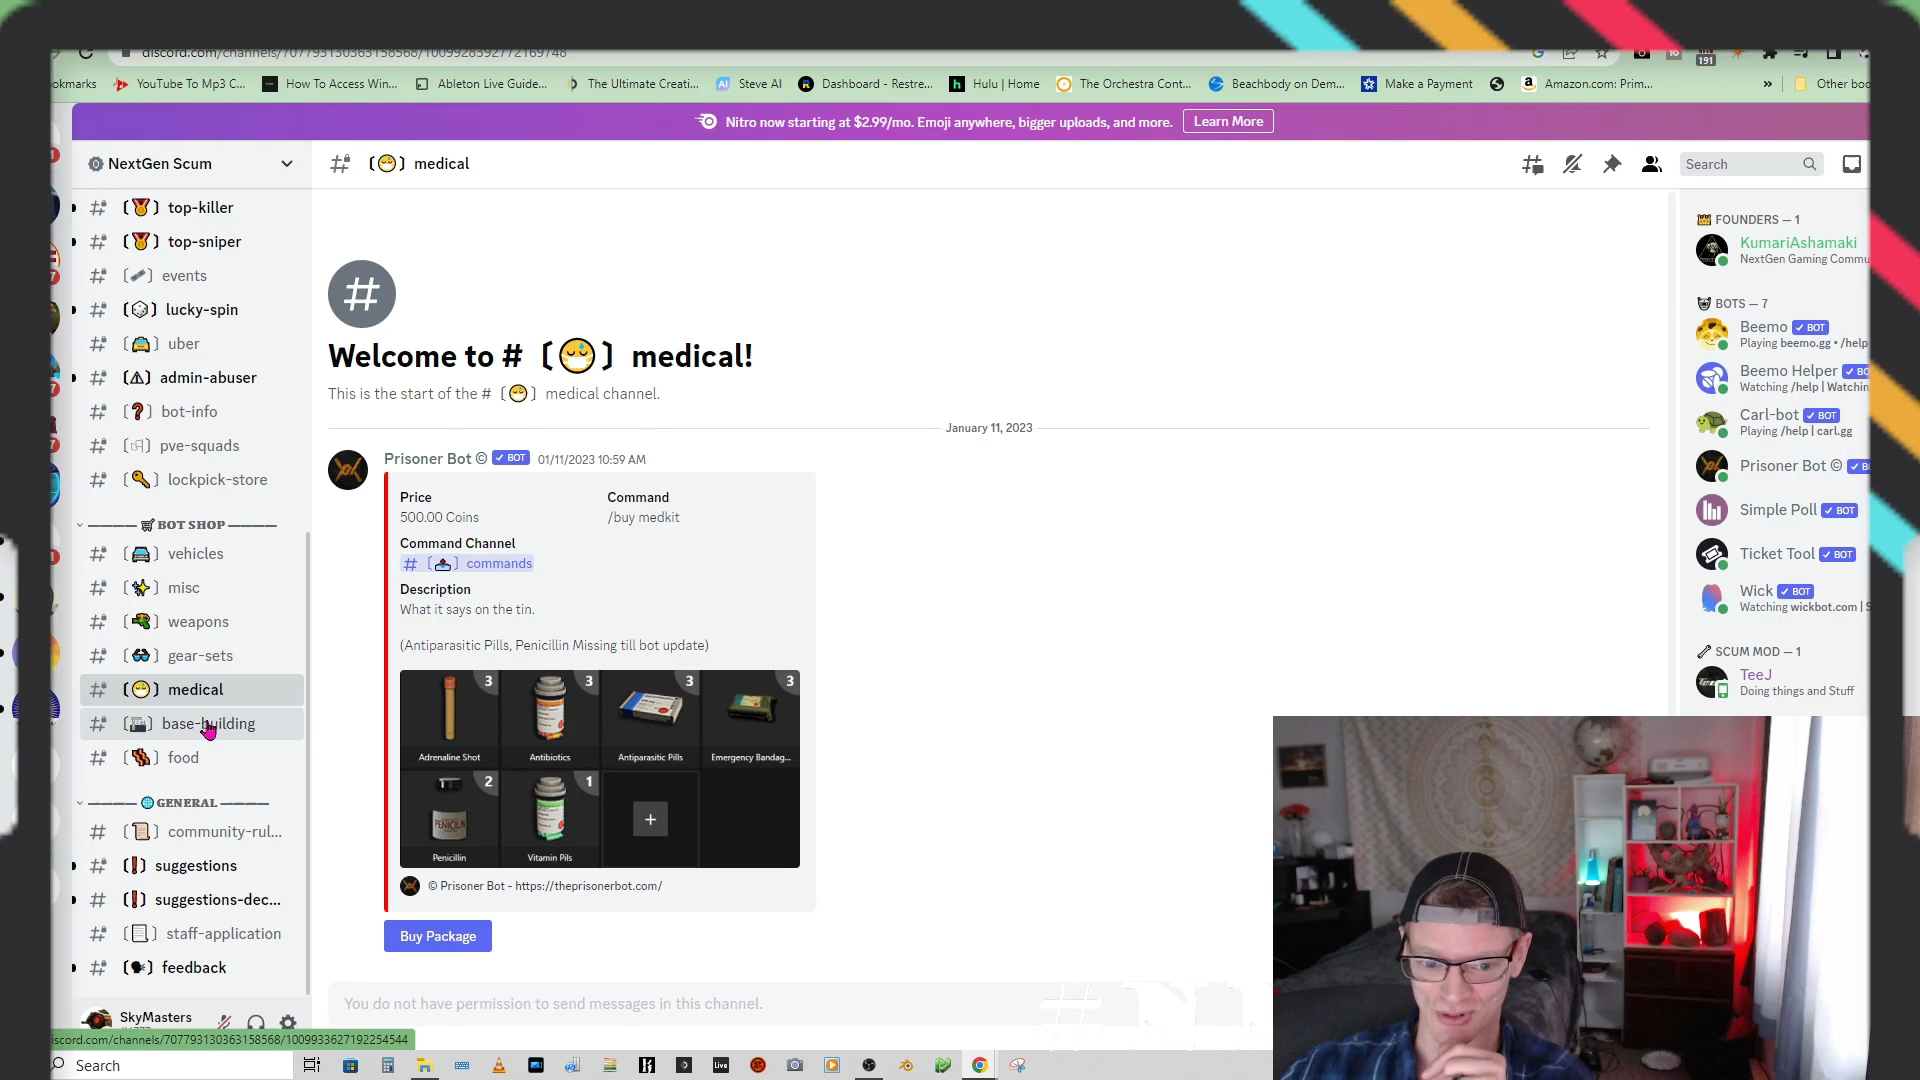 discord.com/channels/707793130363158568/1009928392772169748
191
okmarks
YouTube To Mp3 C...
How To Access Win...
Ableton Live Guide...
The Ultimate Creati...
Steve AI
Dashboard - Restre...
Hulu | Home
The Orchestra Cont...
Beachbody on Dem...
Make a Payment
Amazon.com: Prim...
»
Other boo
Nitro now starting at $2.99/mo. Emoji anywhere, bigger uploads, and more.
Learn More
NextGen Scum
# 〔😷〕 medical
Search
# 〔🏅〕 top-killer
# 〔🏅〕 top-sniper
# 〔〕 events
# 〔🎲〕 lucky-spin
# 〔🚖〕 uber
# 〔⚠〕 admin-abuser
# 〔❓〕 bot-info
# 〔〕 pve-squads
# 〔🔑〕 lockpick-store
———— 🛒 BOT SHOP ————
# 〔🚘〕 vehicles
# 〔✨〕 misc
# 〔🔫〕 weapons
# 〔🕶〕 gear-sets
# 〔😷〕 medical
# 〔🏭〕 base-building
# 〔🥓〕 food
———— 🌐 GENERAL ————
# 〔📜〕 community-rul...
# 〔❗〕 suggestions
# 〔❗〕 suggestions-dec...
# 〔📃〕 staff-application
# 〔🗣〕 feedback
SkyMasters
iscord.com/channels/707793130363158568/1009933627192254544
Search
#
Welcome to # 〔😷〕 medical!
This is the start of the # 〔😷〕 medical channel.
January 11, 2023
Prisoner Bot © ✓ BOT 01/11/2023 10:59 AM
Price
500.00 Coins
Command
/buy medkit
Command Channel
# 〔📤〕 commands
Description
What it says on the tin.
(Antiparasitic Pills, Penicillin Missing till bot update)
3
Adrenaline Shot
3
Antibiotics
3
Antiparasitic Pills
3
Emergency Bandag...
2
Penicillin
1
Vitamin Pils
+
© Prisoner Bot - https://theprisonerbot.com/
Buy Package
You do not have permission to send messages in this channel.
FOUNDERS — 1
KumariAshamaki
NextGen Gaming Commu
BOTS — 7
Beemo ✓ BOT
Playing beemo.gg • /help
Beemo Helper ✓ BO
Watching /help | Watchin
Carl-bot ✓ BOT
Playing /help | carl.gg
Prisoner Bot © ✓ B
Simple Poll ✓ BOT
Ticket Tool ✓ BOT
Wick ✓ BOT
Watching wickbot.com | S
SCUM MOD — 1
TeeJ
Doing things and Stuff
Live